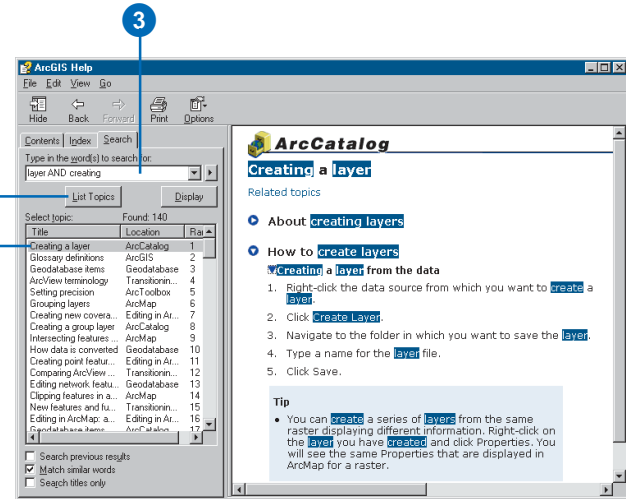 3
ArcGIS Help
File Edit View Go
Hide Back Forward Print Options
Contents Index Search
Type in the word(s) to search for:
layer AND creating
List Topics Display
Select topic: Found: 140
Title Location Ra
Creating a layer ArcCatalog 1
Glossary definitions ArcGIS 2
Geodatabase items Geodatabase 3
ArcView terminology Transitionin... 4
Setting precision ArcToolbox 5
Grouping layers ArcMap 6
Creating new covera... Editing in Ar... 7
Creating a group layer ArcCatalog 8
Intersecting features ... ArcMap 9
How data is converted Geodatabase 10
Creating point featur... Editing in Ar... 11
Comparing ArcView ... Transitionin... 12
Editing network featu... Geodatabase 13
Clipping features in a... ArcMap 14
New features and fu... Transitionin... 15
Editing in ArcMap: a... Editing in Ar... 16
Geodatabase items ArcCatalog 17
Search previous results
Match similar words
Search titles only
ArcCatalog
Creating a layer
Related topics
About creating layers
How to create layers
Creating a layer from the data
1. Right-click the data source from which you want to create a
layer.
2. Click Create Layer.
3. Navigate to the folder in which you want to save the layer.
4. Type a name for the layer file.
5. Click Save.
Tip
• You can create a series of layers from the same
raster displaying different information. Right-click on
the layer you have created and click Properties. You
will see the same Properties that are displayed in
ArcMap for a raster.